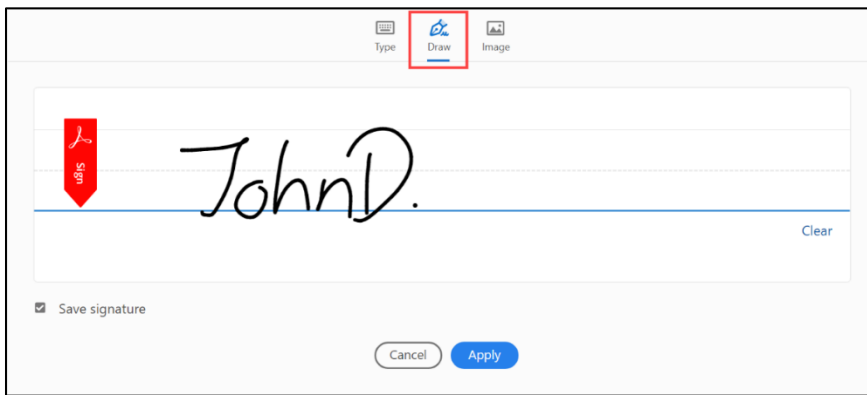 Type Draw Image
Sign
JohnD.
Clear
Save signature
Cancel Apply